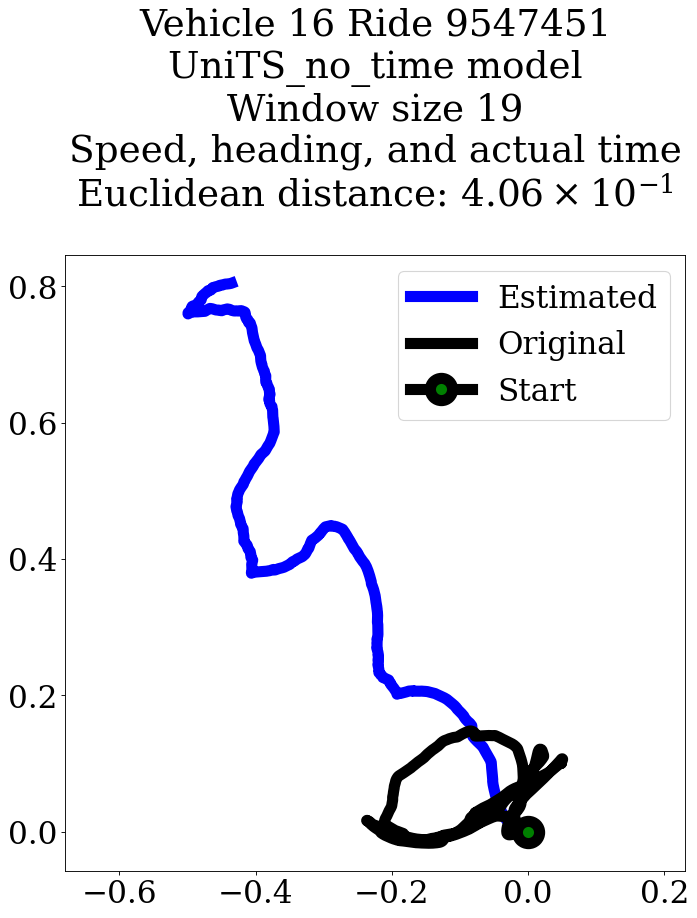 Vehicle 16 Ride 9547451
UniTS_no_time model
Window size 19
Speed, heading, and actual time
Euclidean distance: 4.06 × 10⁻¹
Estimated
Original
Start
0.8
0.6
0.4
0.2
0.0
−0.6 −0.4 −0.2 0.0 0.2